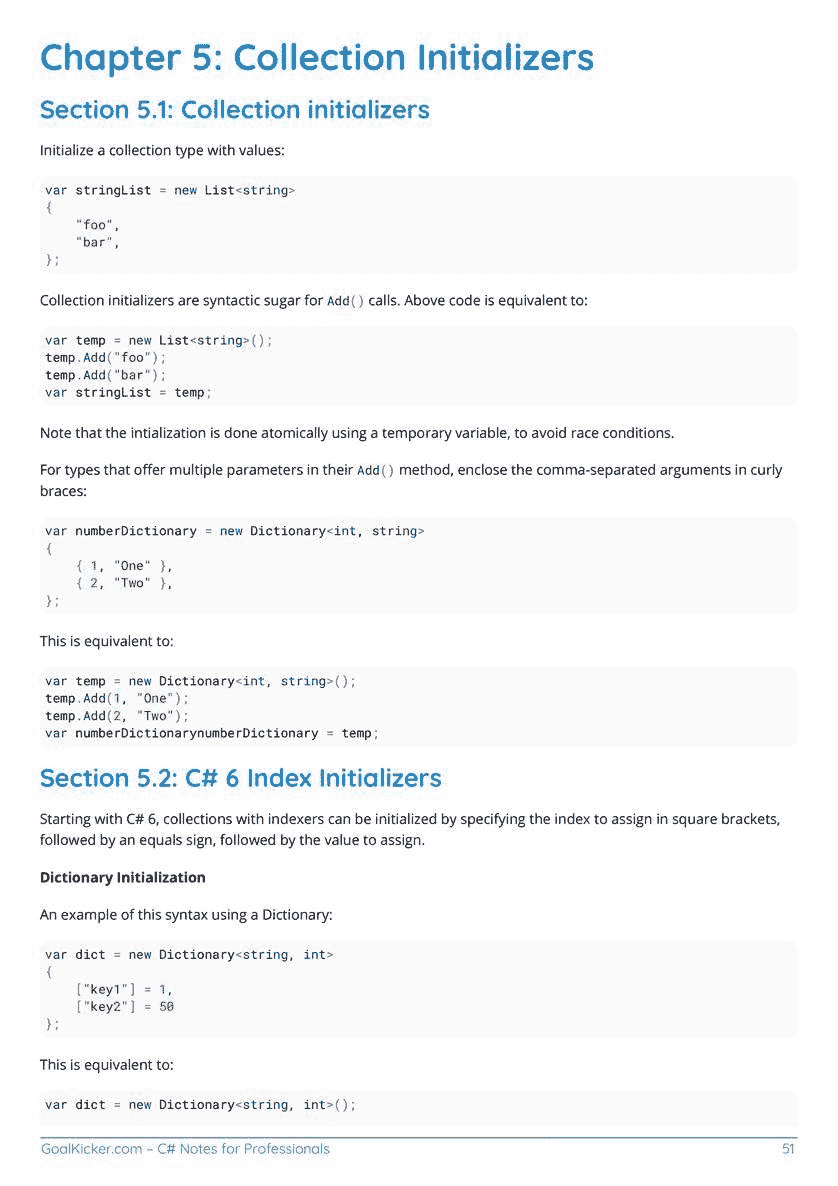 Chapter 5: Collection Initializers
Section 5.1: Collection initializers
Initialize a collection type with values:
var stringList = new List<string>
{
    "foo",
    "bar",
};
Collection initializers are syntactic sugar for Add() calls. Above code is equivalent to:
var temp = new List<string>();
temp.Add("foo");
temp.Add("bar");
var stringList = temp;
Note that the intialization is done atomically using a temporary variable, to avoid race conditions.
For types that offer multiple parameters in their Add() method, enclose the comma-separated arguments in curly
braces:
var numberDictionary = new Dictionary<int, string>
{
    { 1, "One" },
    { 2, "Two" },
};
This is equivalent to:
var temp = new Dictionary<int, string>();
temp.Add(1, "One");
temp.Add(2, "Two");
var numberDictionarynumberDictionary = temp;
Section 5.2: C# 6 Index Initializers
Starting with C# 6, collections with indexers can be initialized by specifying the index to assign in square brackets,
followed by an equals sign, followed by the value to assign.
Dictionary Initialization
An example of this syntax using a Dictionary:
var dict = new Dictionary<string, int>
{
    ["key1"] = 1,
    ["key2"] = 50
};
This is equivalent to:
var dict = new Dictionary<string, int>();
GoalKicker.com – C# Notes for Professionals 51